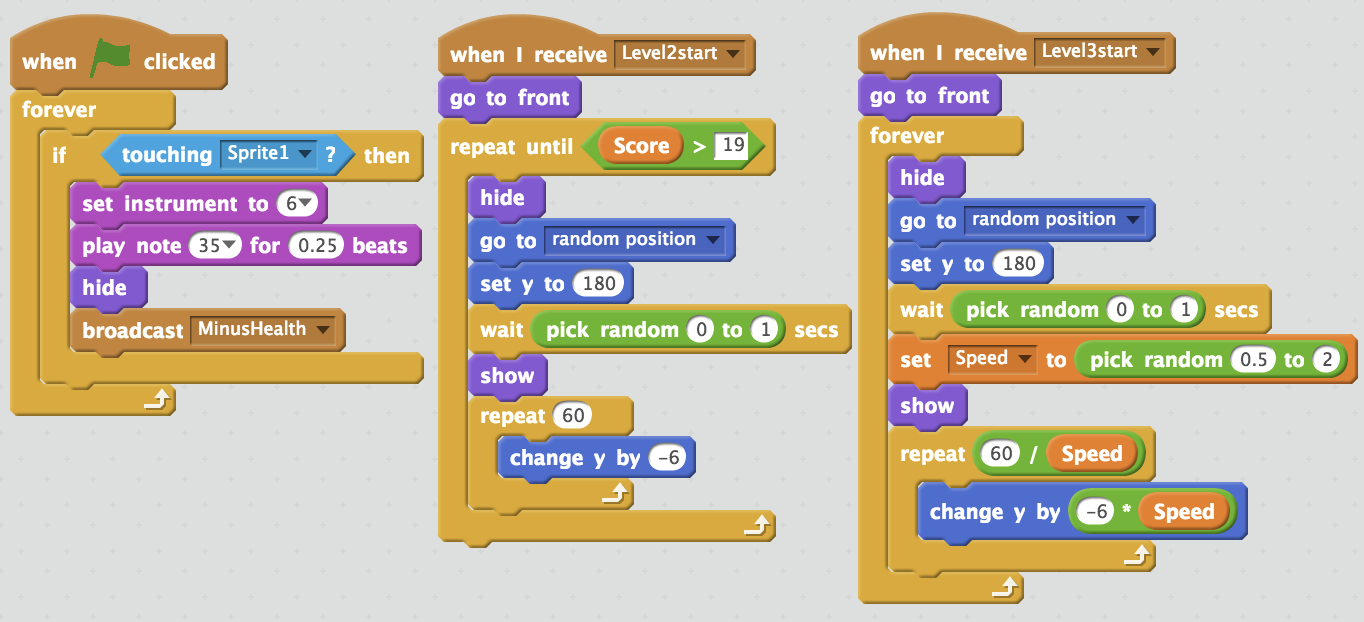 when clicked
forever
if touching Sprite1 ? then
set instrument to 6
play note 35 for 0.25 beats
hide
broadcast MinusHealth
when I receive Level2start
go to front
repeat until Score > 19
hide
go to random position
set y to 180
wait pick random 0 to 1 secs
show
repeat 60
change y by -6
when I receive Level3start
go to front
forever
hide
go to random position
set y to 180
wait pick random 0 to 1 secs
set Speed to pick random 0.5 to 2
show
repeat 60 / Speed
change y by -6 * Speed